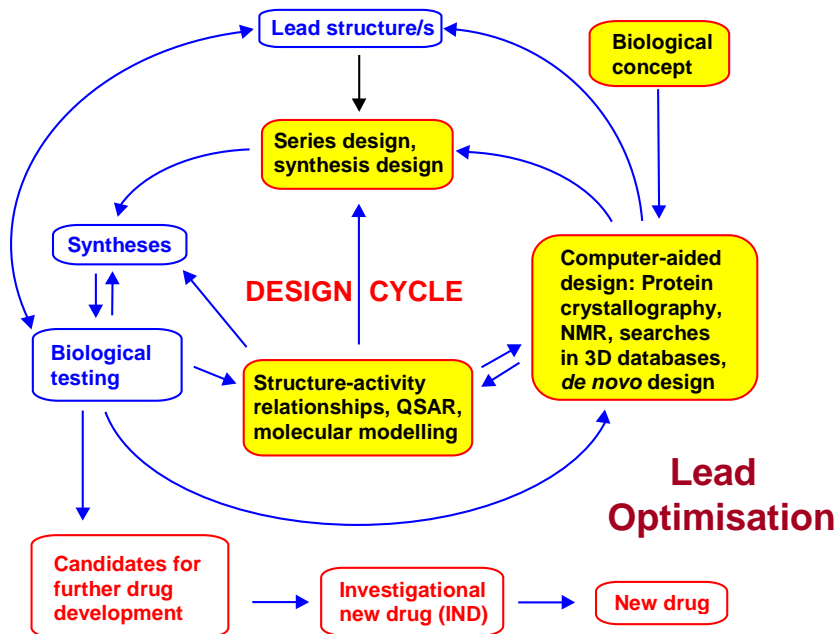 Lead structure/s
Biological
concept
Series design,
synthesis design
Syntheses
Computer-aided
design: Protein
crystallography,
NMR, searches
in 3D databases,
de novo design
DESIGN CYCLE
Biological
testing
Structure-activity
relationships, QSAR,
molecular modelling
Lead
Optimisation
Candidates for
further drug
development
Investigational
new drug (IND)
New drug